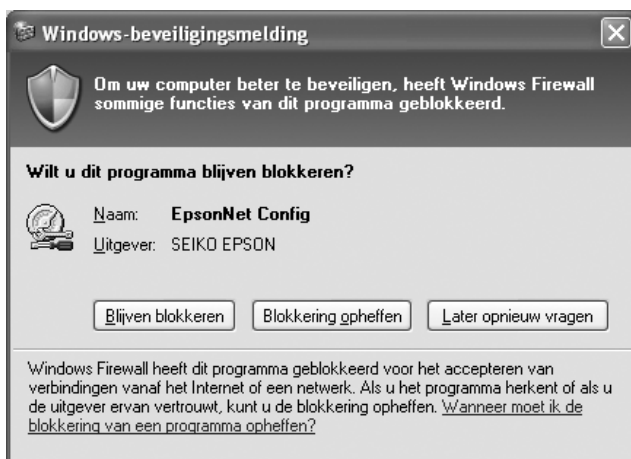 Windows-beveiligingsmelding
Om uw computer beter te beveiligen, heeft Windows Firewall
sommige functies van dit programma geblokkeerd.
Wilt u dit programma blijven blokkeren?
Naam: EpsonNet Config
Uitgever: SEIKO EPSON
Blijven blokkeren Blokkering opheffen Later opnieuw vragen
Windows Firewall heeft dit programma geblokkeerd voor het accepteren van
verbindingen vanaf het Internet of een netwerk. Als u het programma herkent of als u
de uitgever ervan vertrouwt, kunt u de blokkering opheffen. Wanneer moet ik de
blokkering van een programma opheffen?